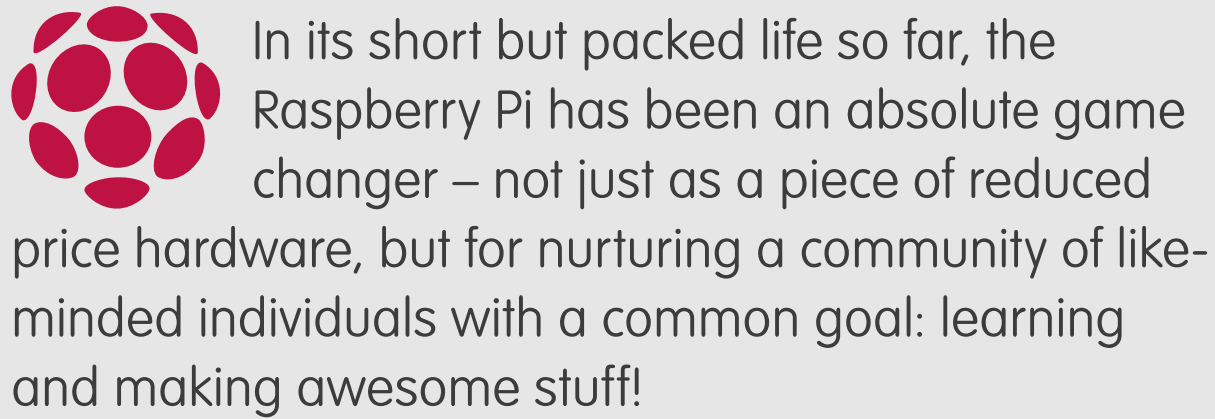 In its short but packed life so far, the
Raspberry Pi has been an absolute game
changer – not just as a piece of reduced
price hardware, but for nurturing a community of like-
minded individuals with a common goal: learning
and making awesome stuff!